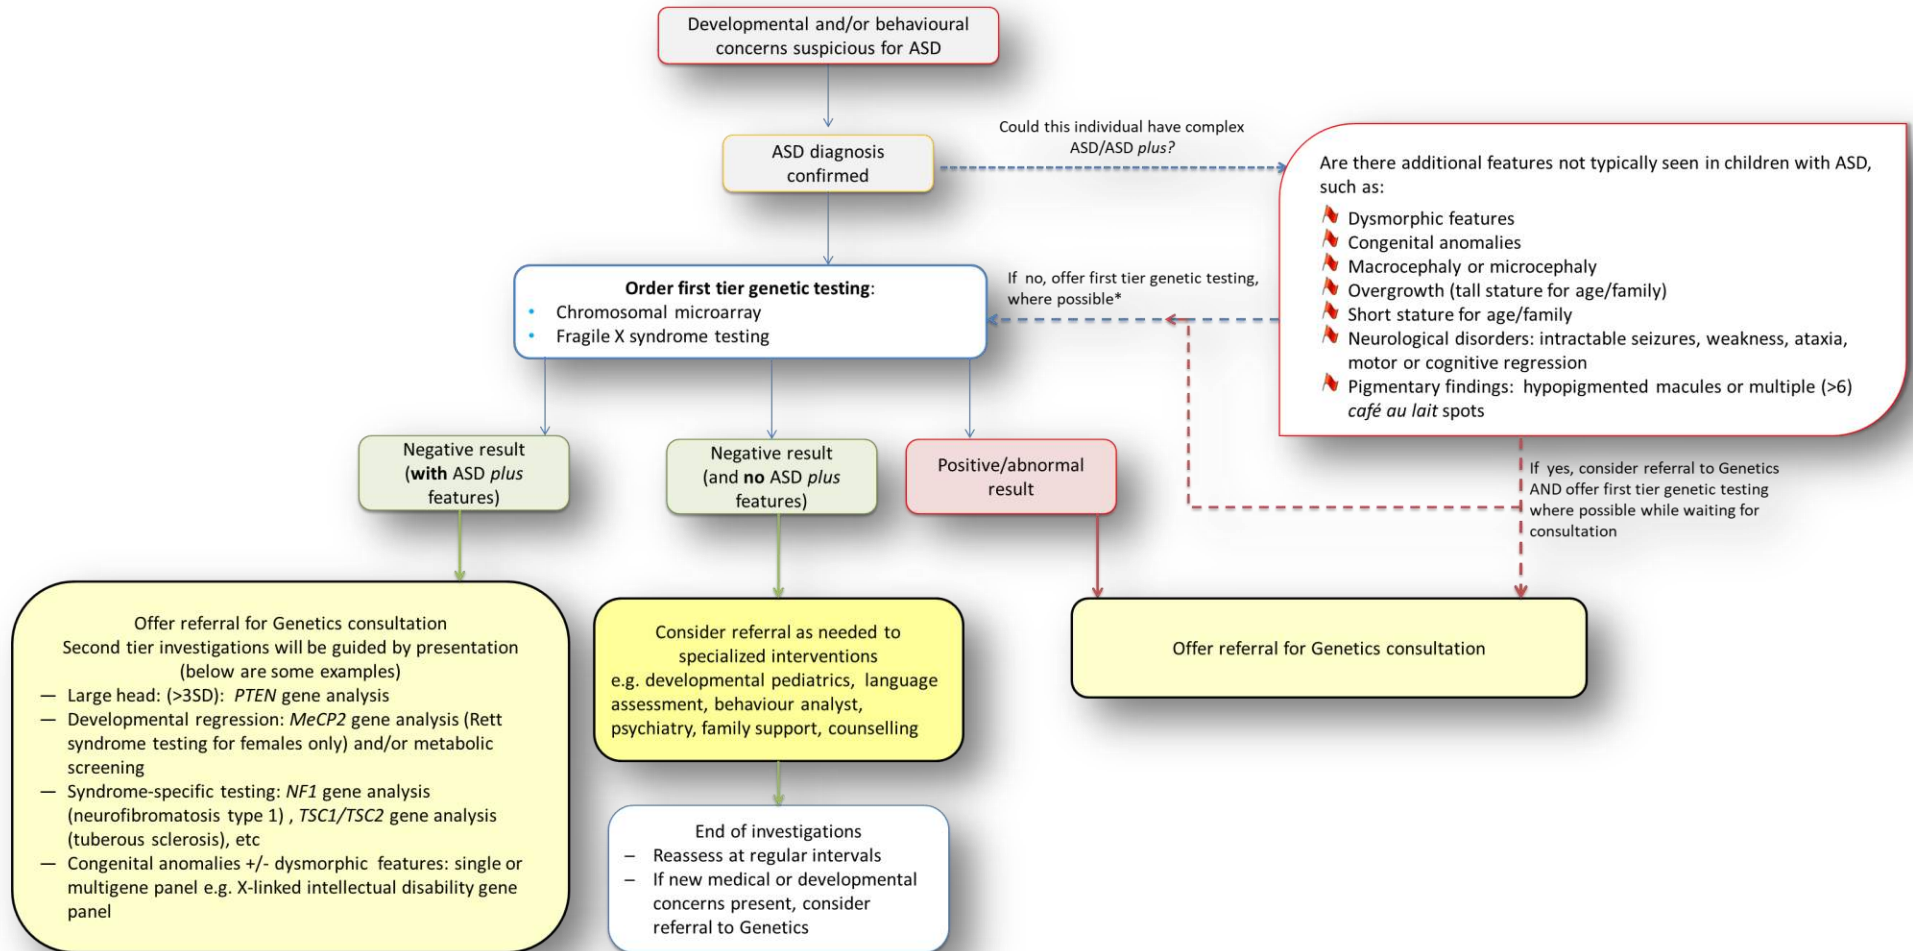 Developmental and/or behavioural
concerns suspicious for ASD
Could this individual have complex
ASD/ASD plus?
ASD diagnosis
confirmed
Are there additional features not typically seen in children with ASD,
such as:
Dysmorphic features
Congenital anomalies
Macrocephaly or microcephaly
Overgrowth (tall stature for age/family)
Short stature for age/family
Neurological disorders: intractable seizures, weakness, ataxia,
motor or cognitive regression
Pigmentary findings: hypopigmented macules or multiple (>6)
café au lait spots
If no, offer first tier genetic testing,
where possible*
Order first tier genetic testing:
• Chromosomal microarray
• Fragile X syndrome testing
Negative result
(with ASD plus
features)
Negative result
(and no ASD plus
features)
Positive/abnormal
result
If yes, consider referral to Genetics
AND offer first tier genetic testing
where possible while waiting for
consultation
Offer referral for Genetics consultation
Second tier investigations will be guided by presentation
(below are some examples)
— Large head: (>3SD): PTEN gene analysis
— Developmental regression: MeCP2 gene analysis (Rett
syndrome testing for females only) and/or metabolic
screening
— Syndrome-specific testing: NF1 gene analysis
(neurofibromatosis type 1) , TSC1/TSC2 gene analysis
(tuberous sclerosis), etc
— Congenital anomalies +/- dysmorphic features: single or
multigene panel e.g. X-linked intellectual disability gene
panel
Consider referral as needed to
specialized interventions
e.g. developmental pediatrics, language
assessment, behaviour analyst,
psychiatry, family support, counselling
Offer referral for Genetics consultation
End of investigations
– Reassess at regular intervals
– If new medical or developmental
concerns present, consider
referral to Genetics